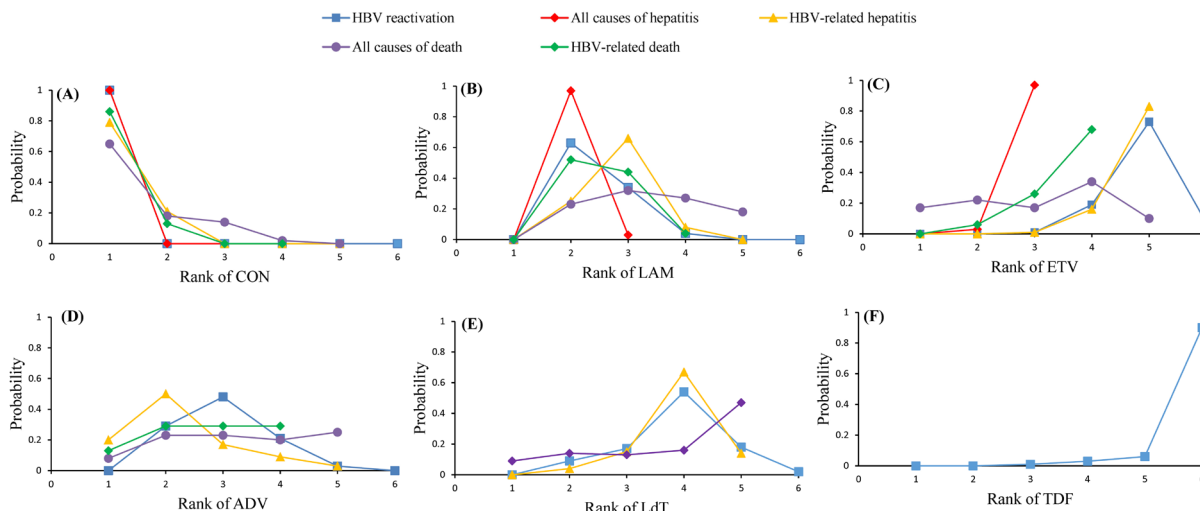 HBV reactivation All causes of hepatitis HBV-related hepatitis
All causes of death HBV-related death
(A) (B) (C)
1 1 1
0.8 0.8 0.8
0.6 0.6 0.6
0.4 0.4 0.4
0.2 0.2 0.2
0 0 0
Probability Probability Probability
0 1 2 3 4 5 6 0 1 2 3 4 5 6 0 1 2 3 4 5
Rank of CON Rank of LAM Rank of ETV
(D) (E) (F)
1 1 1
0.8 0.8 0.8
0.6 0.6 0.6
0.4 0.4 0.4
0.2 0.2 0.2
0 0 0
Probability Probability Probability
0 1 2 3 4 5 6 0 1 2 3 4 5 6 0 1 2 3 4 5
Rank of ADV Rank of LdT Rank of TDF